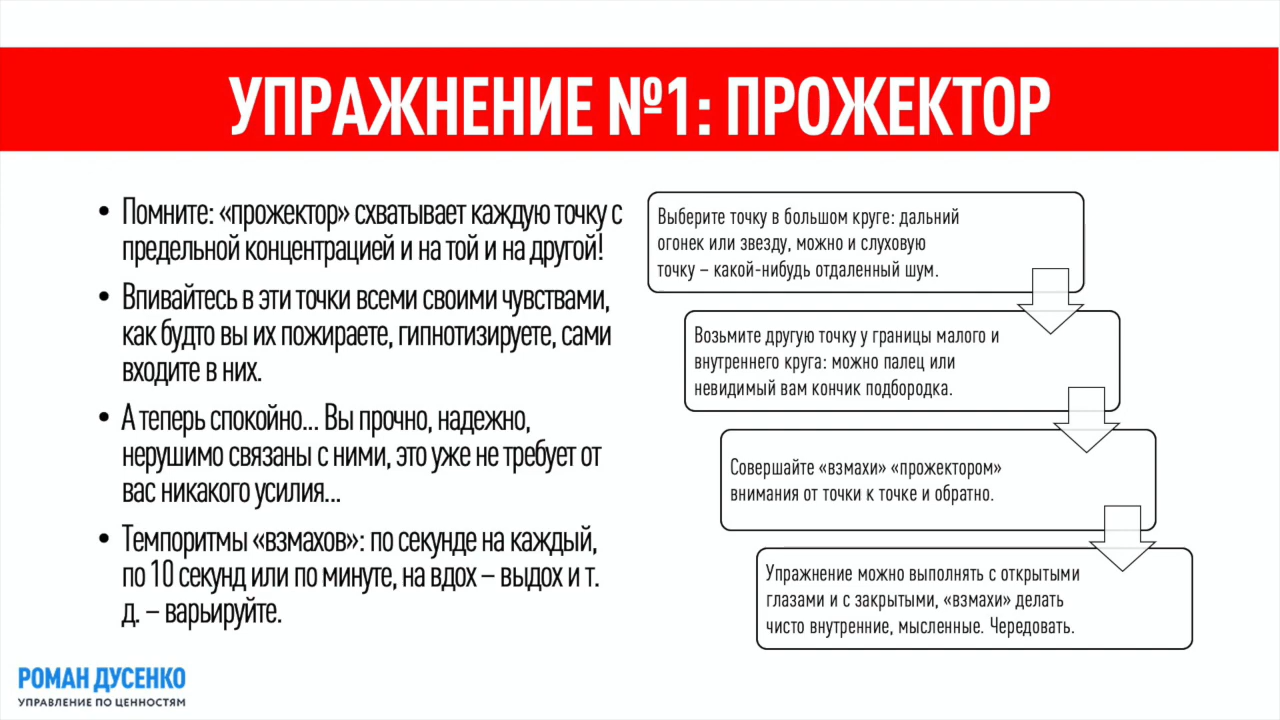 УПРАЖНЕНИЕ №1: ПРОЖЕКТОР
• Помните: «прожектор» схватывает каждую точку с
предельной концентрацией и на той и на другой!
• Впивайтесь в эти точки всеми своими чувствами,
как будто вы их пожираете, гипнотизируете, сами
входите в них.
• А теперь спокойно... Вы прочно, надежно,
нерушимо связаны с ними, это уже не требует от
вас никакого усилия...
• Темпоритмы «взмахов»: по секунде на каждый,
по 10 секунд или по минуте, на вдох – выдох и т.
д. – варьируйте.
Выберите точку в большом круге: дальний
огонек или звезду, можно и слуховую
точку – какой-нибудь отдаленный шум.
Возьмите другую точку у границы малого и
внутреннего круга: можно палец или
невидимый вам кончик подбородка.
Совершайте «взмахи» «прожектором»
внимания от точки к точке и обратно.
Упражнение можно выполнять с открытыми
глазами и с закрытыми, «взмахи» делать
чисто внутренние, мысленные. Чередовать.
РОМАН ДУСЕНКО
УПРАВЛЕНИЕ ПО ЦЕННОСТЯМ